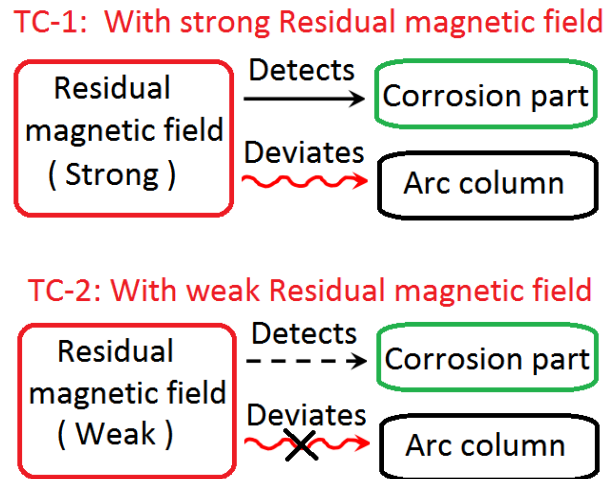 TC-1: With strong Residual magnetic field
Residual
magnetic field
( Strong )
Detects
Corrosion part
Deviates
Arc column
TC-2: With weak Residual magnetic field
Residual
magnetic field
( Weak )
Detects
Corrosion part
Deviates
Arc column